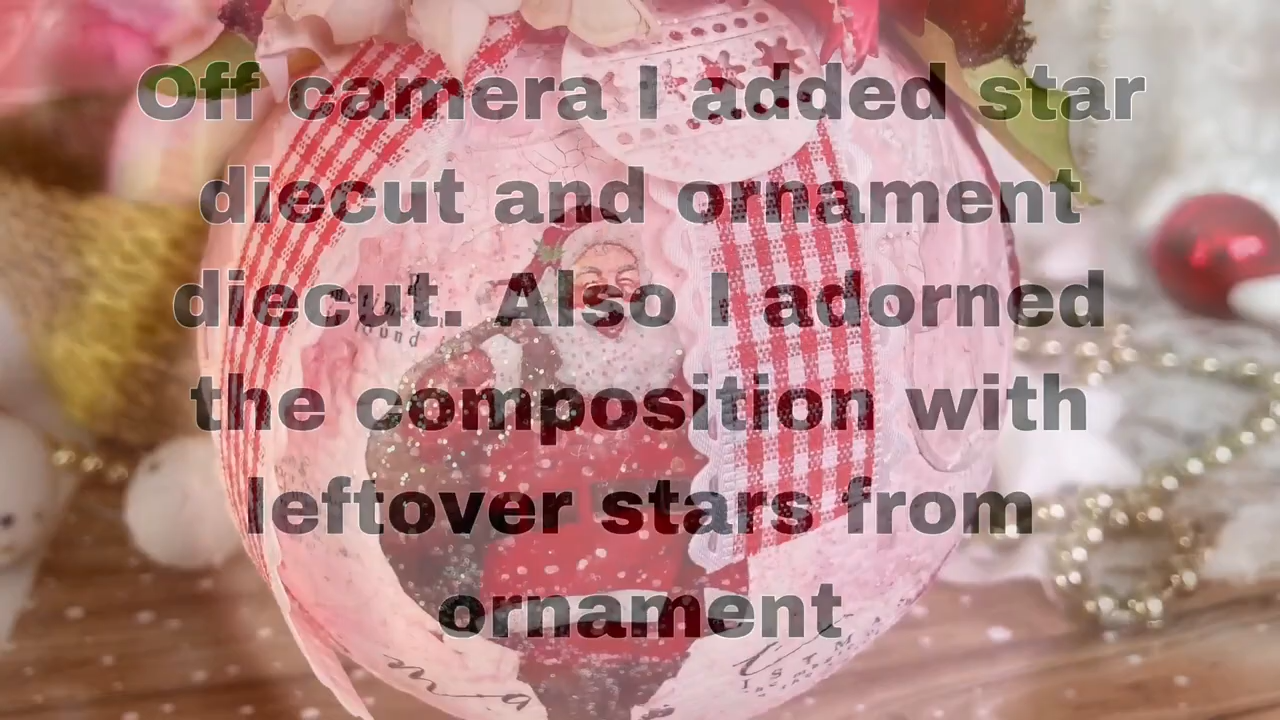 Off camera I added star
diecut and ornament
diecut. Also I adorned
the composition with
leftover stars from
ornament